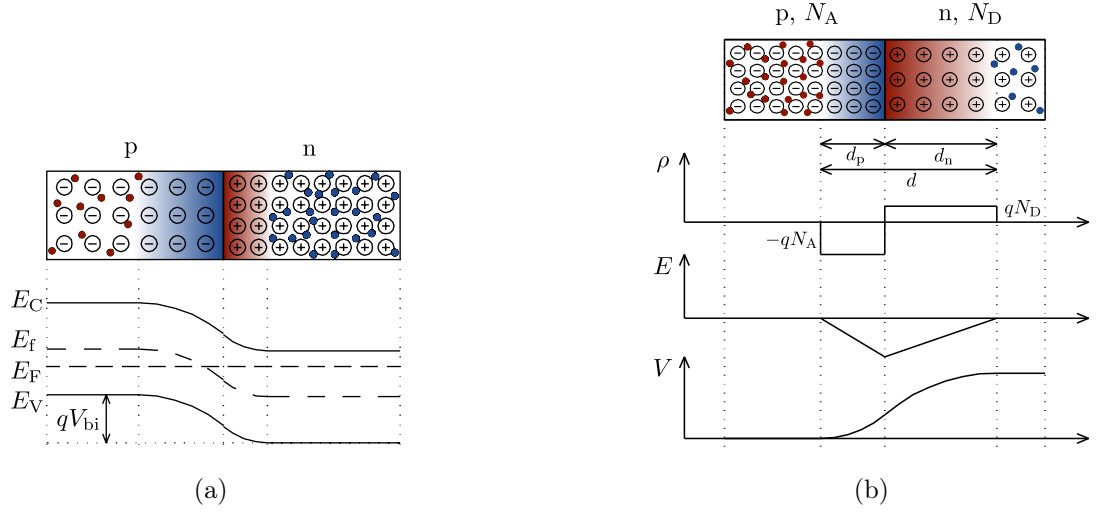 p
n
E_C
E_f
E_F
E_V
qV_bi
(a)
p, N_A
n, N_D
d_p
d_n
d
ρ
qN_D
−qN_A
E
V
(b)